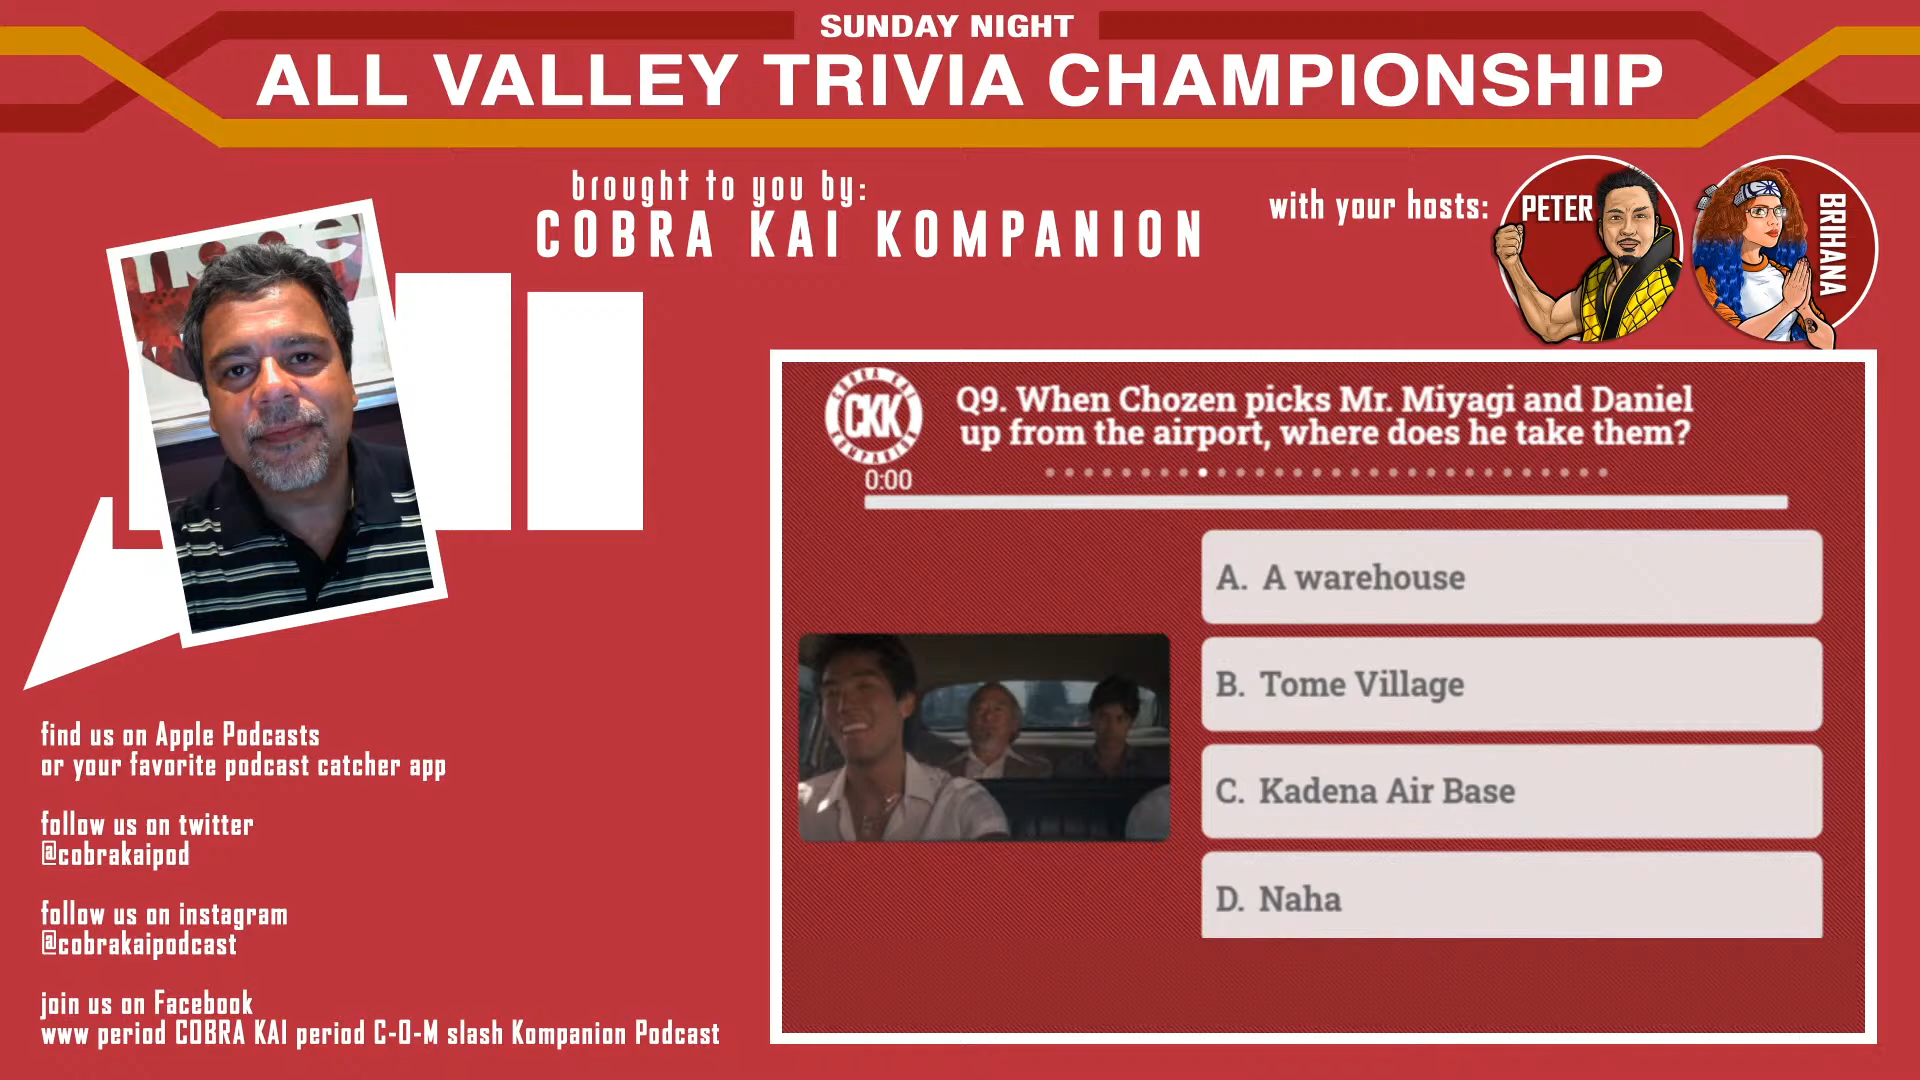 SUNDAY NIGHT
ALL VALLEY TRIVIA CHAMPIONSHIP
brought to you by:
COBRA KAI KOMPANION
with your hosts:
PETER
BRIHANA
COBRA KAI
CKK
KOMPANION
Q9. When Chozen picks Mr. Miyagi and Daniel
up from the airport, where does he take them?
0:00
A. A warehouse
B. Tome Village
C. Kadena Air Base
D. Naha
find us on Apple Podcasts
or your favorite podcast catcher app
follow us on twitter
@cobrakaipod
follow us on instagram
@cobrakaipodcast
join us on Facebook
www period COBRA KAI period C-O-M slash Kompanion Podcast